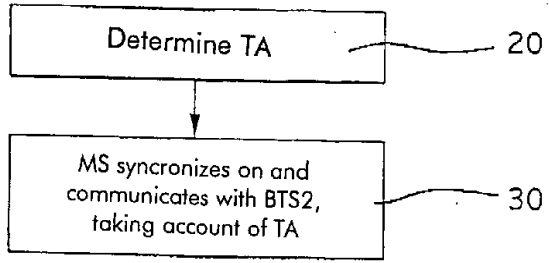 Determine TA
20
MS syncronizes on and
communicates with BTS2,
taking account of TA
30